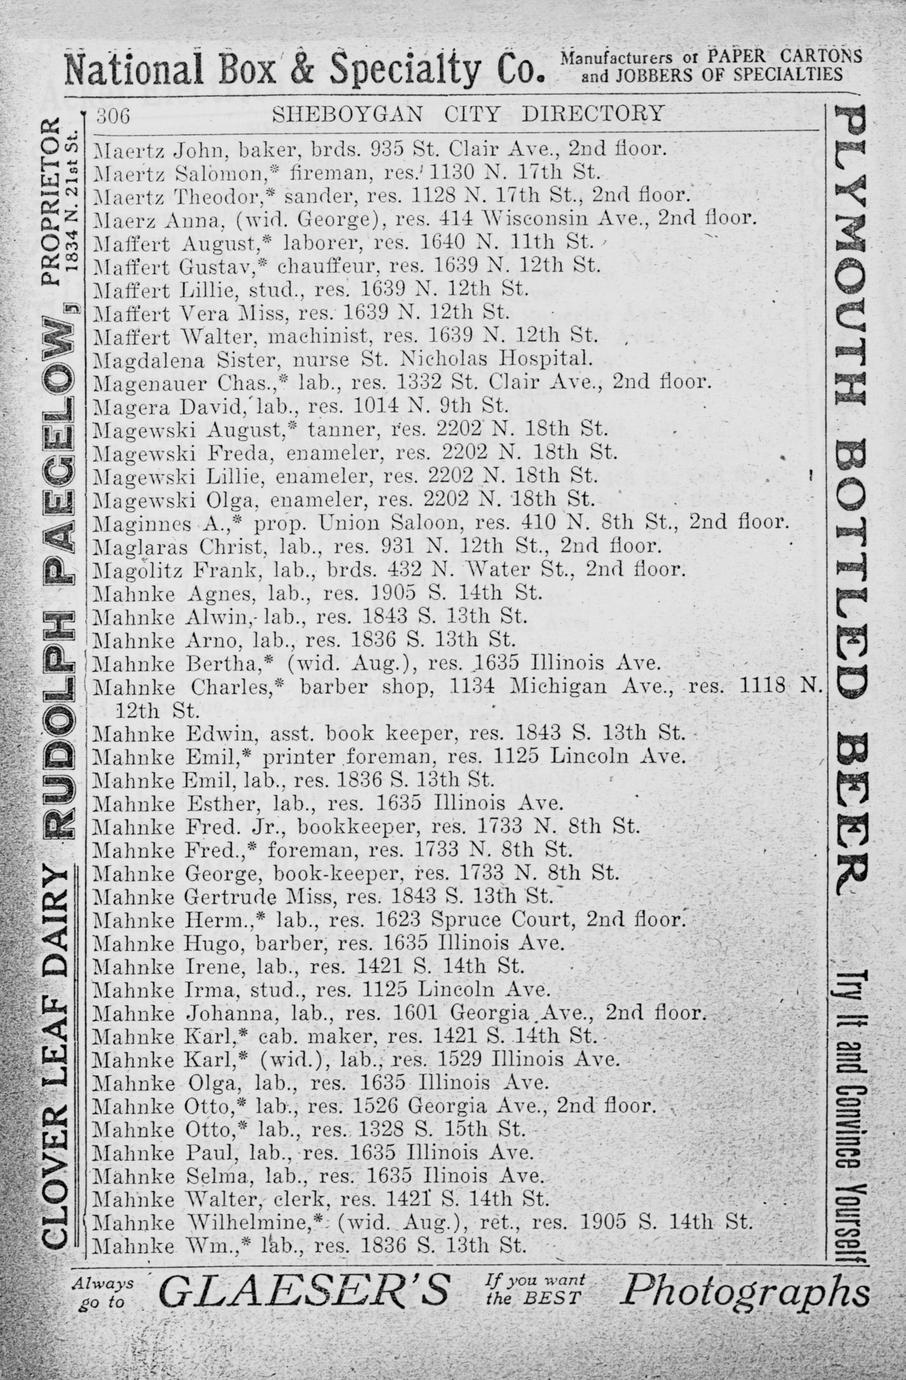 National Box & Specialty Co. Manufacturers of PAPER CARTONS
and JOBBERS OF SPECIALTIES
306 SHEBOYGAN CITY DIRECTORY
Maertz John, baker, brds. 935 St. Clair Ave., 2nd floor.
Maertz Salomon,* fireman, res. 1130 N. 17th St.
Maertz Theodor,* sander, res. 1128 N. 17th St., 2nd floor.
Maerz Anna, (wid. George), res. 414 Wisconsin Ave., 2nd floor.
Maffert August,* laborer, res. 1640 N. 11th St.
Maffert Gustav,* chauffeur, res. 1639 N. 12th St.
Maffert Lillie, stud., res. 1639 N. 12th St.
Maffert Vera Miss, res. 1639 N. 12th St.
Maffert Walter, machinist, res. 1639 N. 12th St.
Magdalena Sister, nurse St. Nicholas Hospital.
Magenauer Chas.,* lab., res. 1332 St. Clair Ave., 2nd floor.
Magera David, lab., res. 1014 N. 9th St.
Magewski August,* tanner, res. 2202 N. 18th St.
Magewski Freda, enameler, res. 2202 N. 18th St.
Magewski Lillie, enameler, res. 2202 N. 18th St.
Magewski Olga, enameler, res. 2202 N. 18th St.
Maginnes A.,* prop. Union Saloon, res. 410 N. 8th St., 2nd floor.
Maglaras Christ, lab., res. 931 N. 12th St., 2nd floor.
Magolitz Frank, lab., brds. 432 N. Water St., 2nd floor.
Mahnke Agnes, lab., res. 1905 S. 14th St.
Mahnke Alwin, lab., res. 1843 S. 13th St.
Mahnke Arno, lab., res. 1836 S. 13th St.
Mahnke Bertha,* (wid. Aug.), res. 1635 Illinois Ave.
Mahnke Charles,* barber shop, 1134 Michigan Ave., res. 1118 N.
12th St.
Mahnke Edwin, asst. book keeper, res. 1843 S. 13th St.
Mahnke Emil,* printer foreman, res. 1125 Lincoln Ave.
Mahnke Emil, lab., res. 1836 S. 13th St.
Mahnke Esther, lab., res. 1635 Illinois Ave.
Mahnke Fred. Jr., bookkeeper, res. 1733 N. 8th St.
Mahnke Fred.,* foreman, res. 1733 N. 8th St.
Mahnke George, book-keeper, res. 1733 N. 8th St.
Mahnke Gertrude Miss, res. 1843 S. 13th St.
Mahnke Herm.,* lab., res. 1623 Spruce Court, 2nd floor.
Mahnke Hugo, barber, res. 1635 Illinois Ave.
Mahnke Irene, lab., res. 1421 S. 14th St.
Mahnke Irma, stud., res. 1125 Lincoln Ave.
Mahnke Johanna, lab., res. 1601 Georgia Ave., 2nd floor.
Mahnke Karl,* cab. maker, res. 1421 S. 14th St.
Mahnke Karl,* (wid.), lab., res. 1529 Illinois Ave.
Mahnke Olga, lab., res. 1635 Illinois Ave.
Mahnke Otto,* lab., res. 1526 Georgia Ave., 2nd floor.
Mahnke Otto,* lab., res. 1328 S. 15th St.
Mahnke Paul, lab., res. 1635 Illinois Ave.
Mahnke Selma, lab., res. 1635 Ilinois Ave.
Mahnke Walter, clerk, res. 1421 S. 14th St.
Mahnke Wilhelmine,* (wid. Aug.), ret., res. 1905 S. 14th St.
Mahnke Wm.,* lab., res. 1836 S. 13th St.
CLOVER LEAF DAIRY RUDOLPH PAEGELOW, PROPRIETOR
1834 N. 21st St.
PLYMOUTH BOTTLED BEER Try It and Convince Yourself
Always go to GLAESER'S If you want the BEST Photographs